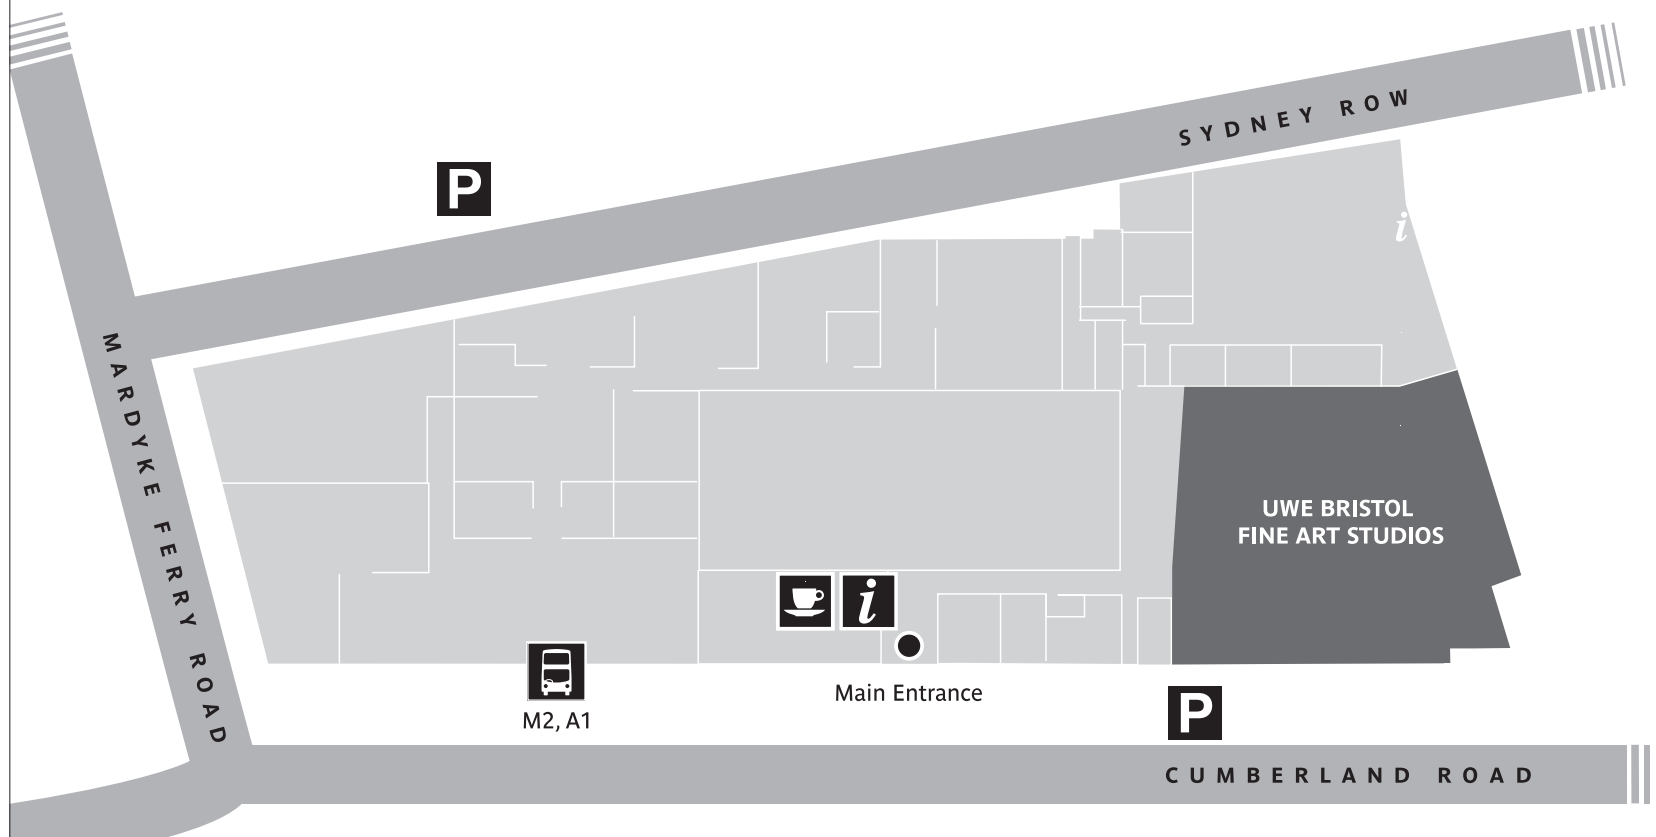 SYDNEY ROW
P
i
MARDYKE FERRY ROAD
UWE BRISTOL
FINE ART STUDIOS
i
M2, A1
Main Entrance
P
CUMBERLAND ROAD